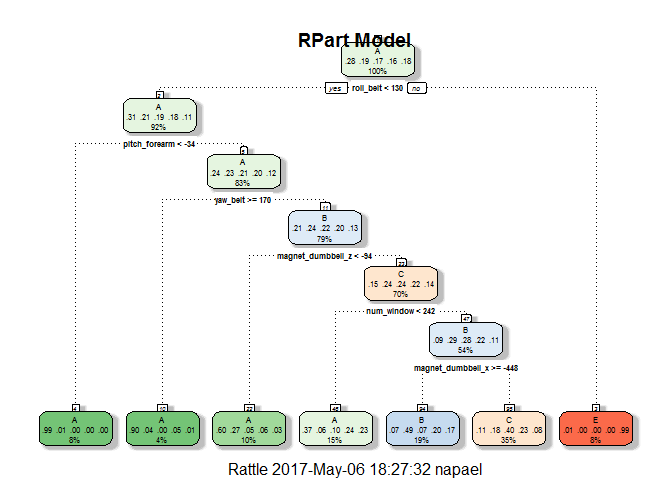 RPart Model
A
.28 .19 .17 .16 .18
100%
yes roll_belt < 130 no
2
A
.31 .21 .19 .18 .11
92%
pitch_forearm < -34
5
A
.24 .23 .21 .20 .12
83%
yaw_belt >= 170
11
B
.21 .24 .22 .20 .13
79%
magnet_dumbbell_z < -94
23
C
.15 .24 .24 .22 .14
70%
num_window < 242
47
B
.09 .29 .28 .22 .11
54%
magnet_dumbbell_x >= -448
4
A
.99 .01 .00 .00 .00
8%
10
A
.90 .04 .00 .05 .01
4%
22
A
.60 .27 .05 .06 .03
10%
46
A
.37 .06 .10 .24 .23
15%
94
B
.07 .49 .07 .20 .17
19%
95
C
.11 .18 .40 .23 .08
35%
3
E
.01 .00 .00 .00 .99
8%
Rattle 2017-May-06 18:27:32 napael